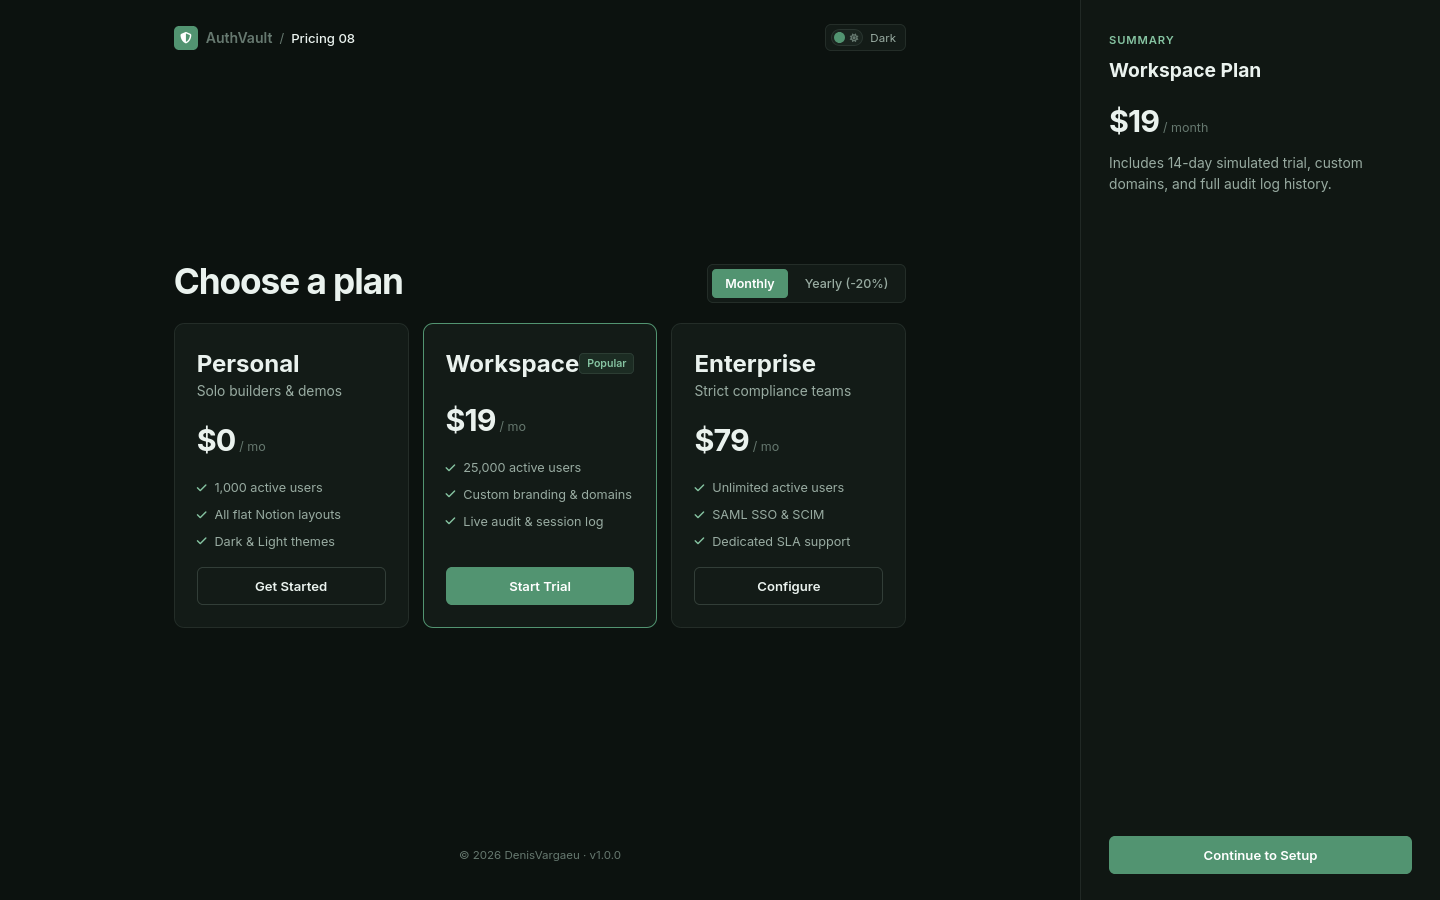 AuthVault / Pricing 08
Dark
Choose a plan
Monthly
Yearly (-20%)
Personal
Solo builders & demos
$0 / mo
1,000 active users
All flat Notion layouts
Dark & Light themes
Get Started
Workspace
Popular
$19 / mo
25,000 active users
Custom branding & domains
Live audit & session log
Start Trial
Enterprise
Strict compliance teams
$79 / mo
Unlimited active users
SAML SSO & SCIM
Dedicated SLA support
Configure
© 2026 DenisVargaeu · v1.0.0
SUMMARY
Workspace Plan
$19 / month
Includes 14-day simulated trial, custom
domains, and full audit log history.
Continue to Setup